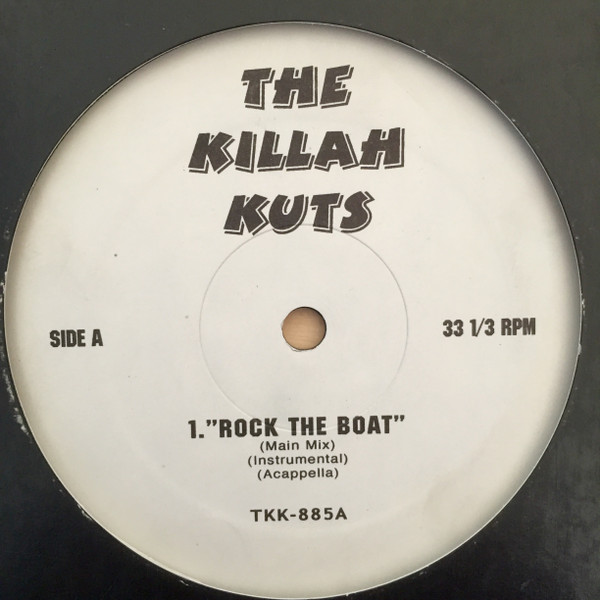 THE
KILLAH
KUTS
SIDE A
33 1/3 RPM
1."ROCK THE BOAT"
(Main Mix)
(Instrumental)
(Acappella)
TKK-885A